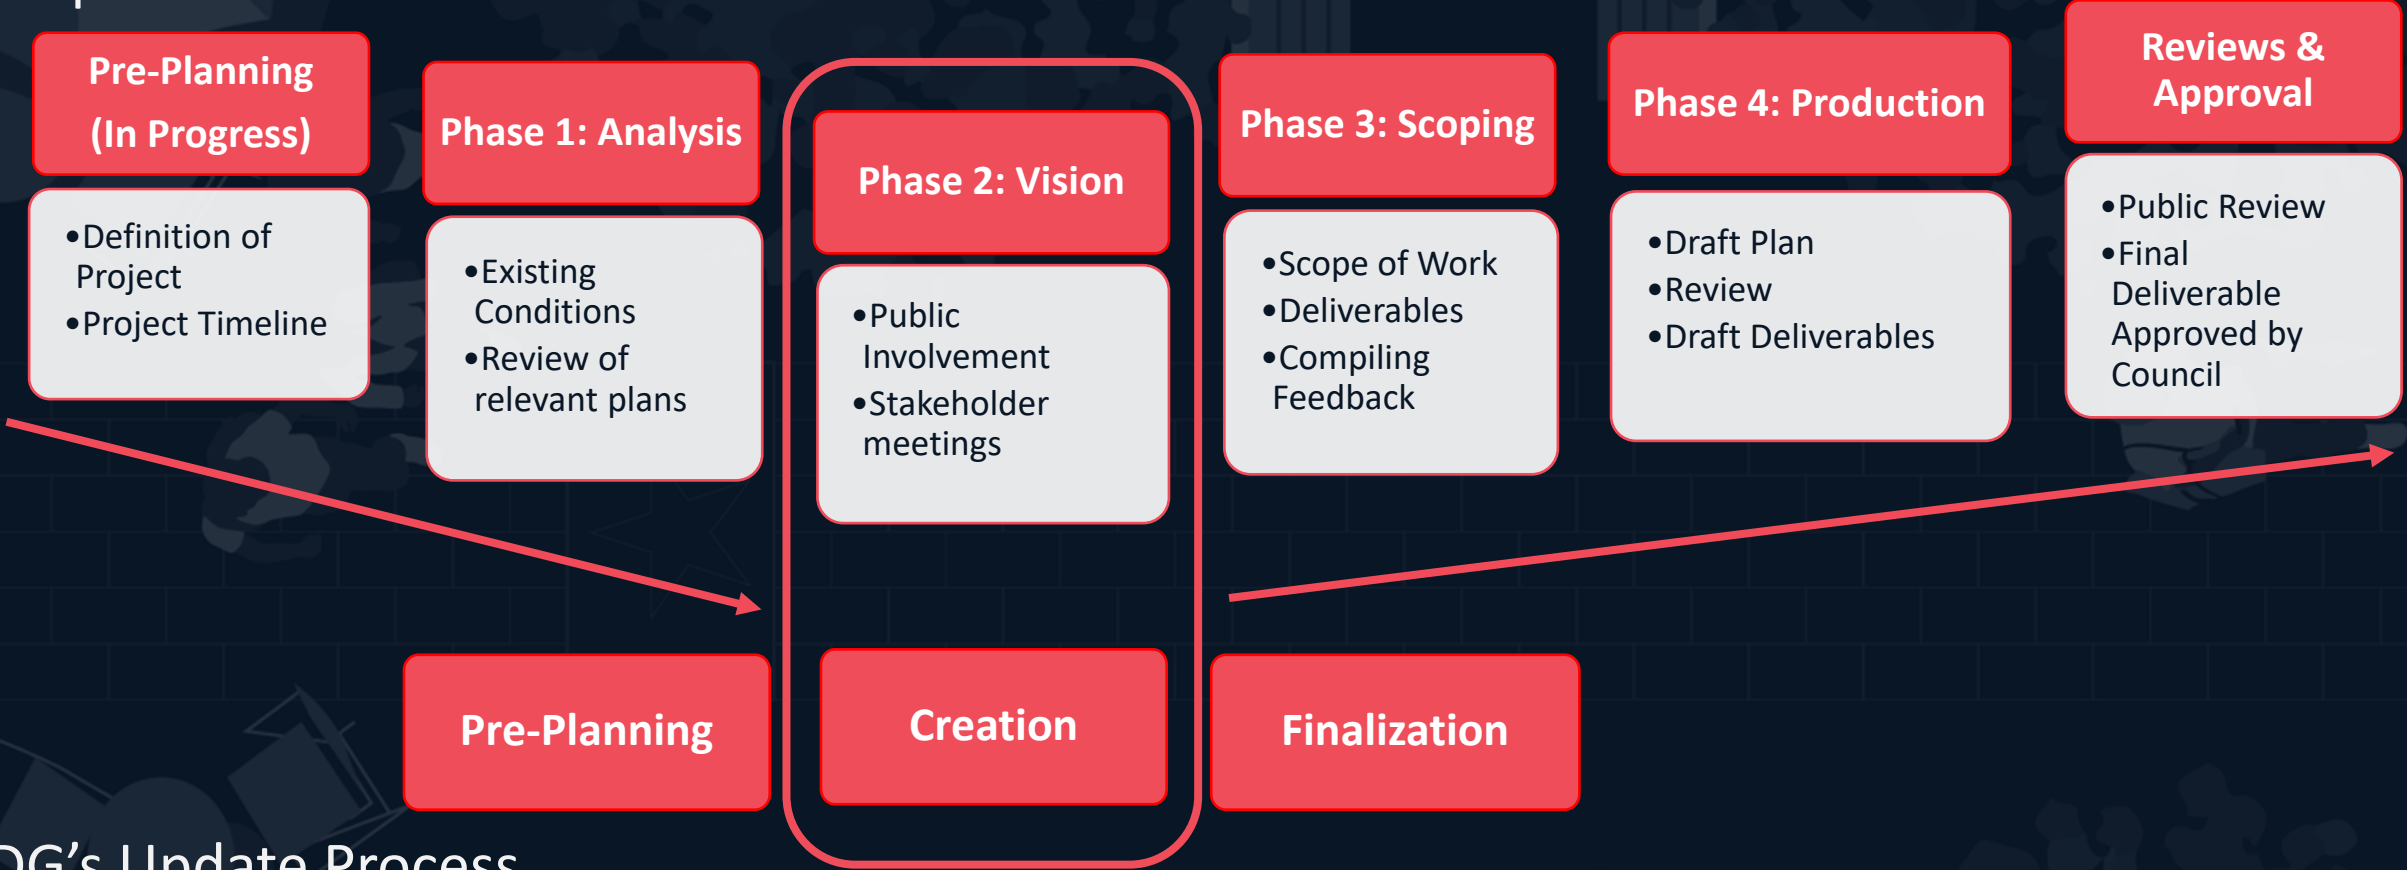 Pre-Planning
(In Progress)
•Definition of
Project
•Project Timeline
Phase 1: Analysis
•Existing
Conditions
•Review of
relevant plans
Phase 2: Vision
•Public
Involvement
•Stakeholder
meetings
Phase 3: Scoping
•Scope of Work
•Deliverables
•Compiling
Feedback
Phase 4: Production
•Draft Plan
•Review
•Draft Deliverables
Reviews &
Approval
•Public Review
•Final
Deliverable
Approved by
Council
Pre-Planning
Creation
Finalization
Update Process